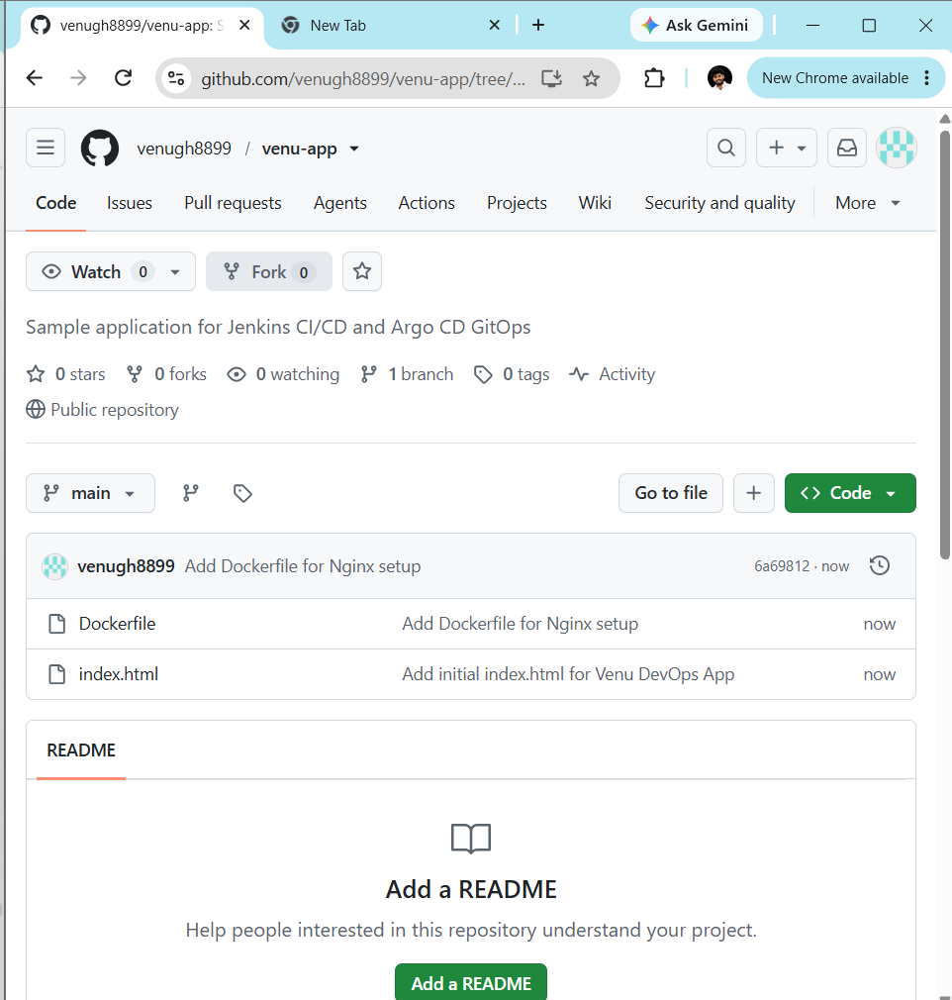 venugh8899/venu-app: S
New Tab
Ask Gemini
github.com/venugh8899/venu-app/tree/...
New Chrome available
venugh8899 / venu-app
Code Issues Pull requests Agents Actions Projects Wiki Security and quality More
Watch 0 Fork 0
Sample application for Jenkins CI/CD and Argo CD GitOps
0 stars 0 forks 0 watching 1 branch 0 tags Activity
Public repository
main Go to file Code
venugh8899 Add Dockerfile for Nginx setup 6a69812 · now
Dockerfile Add Dockerfile for Nginx setup now
index.html Add initial index.html for Venu DevOps App now
README
Add a README
Help people interested in this repository understand your project.
Add a README